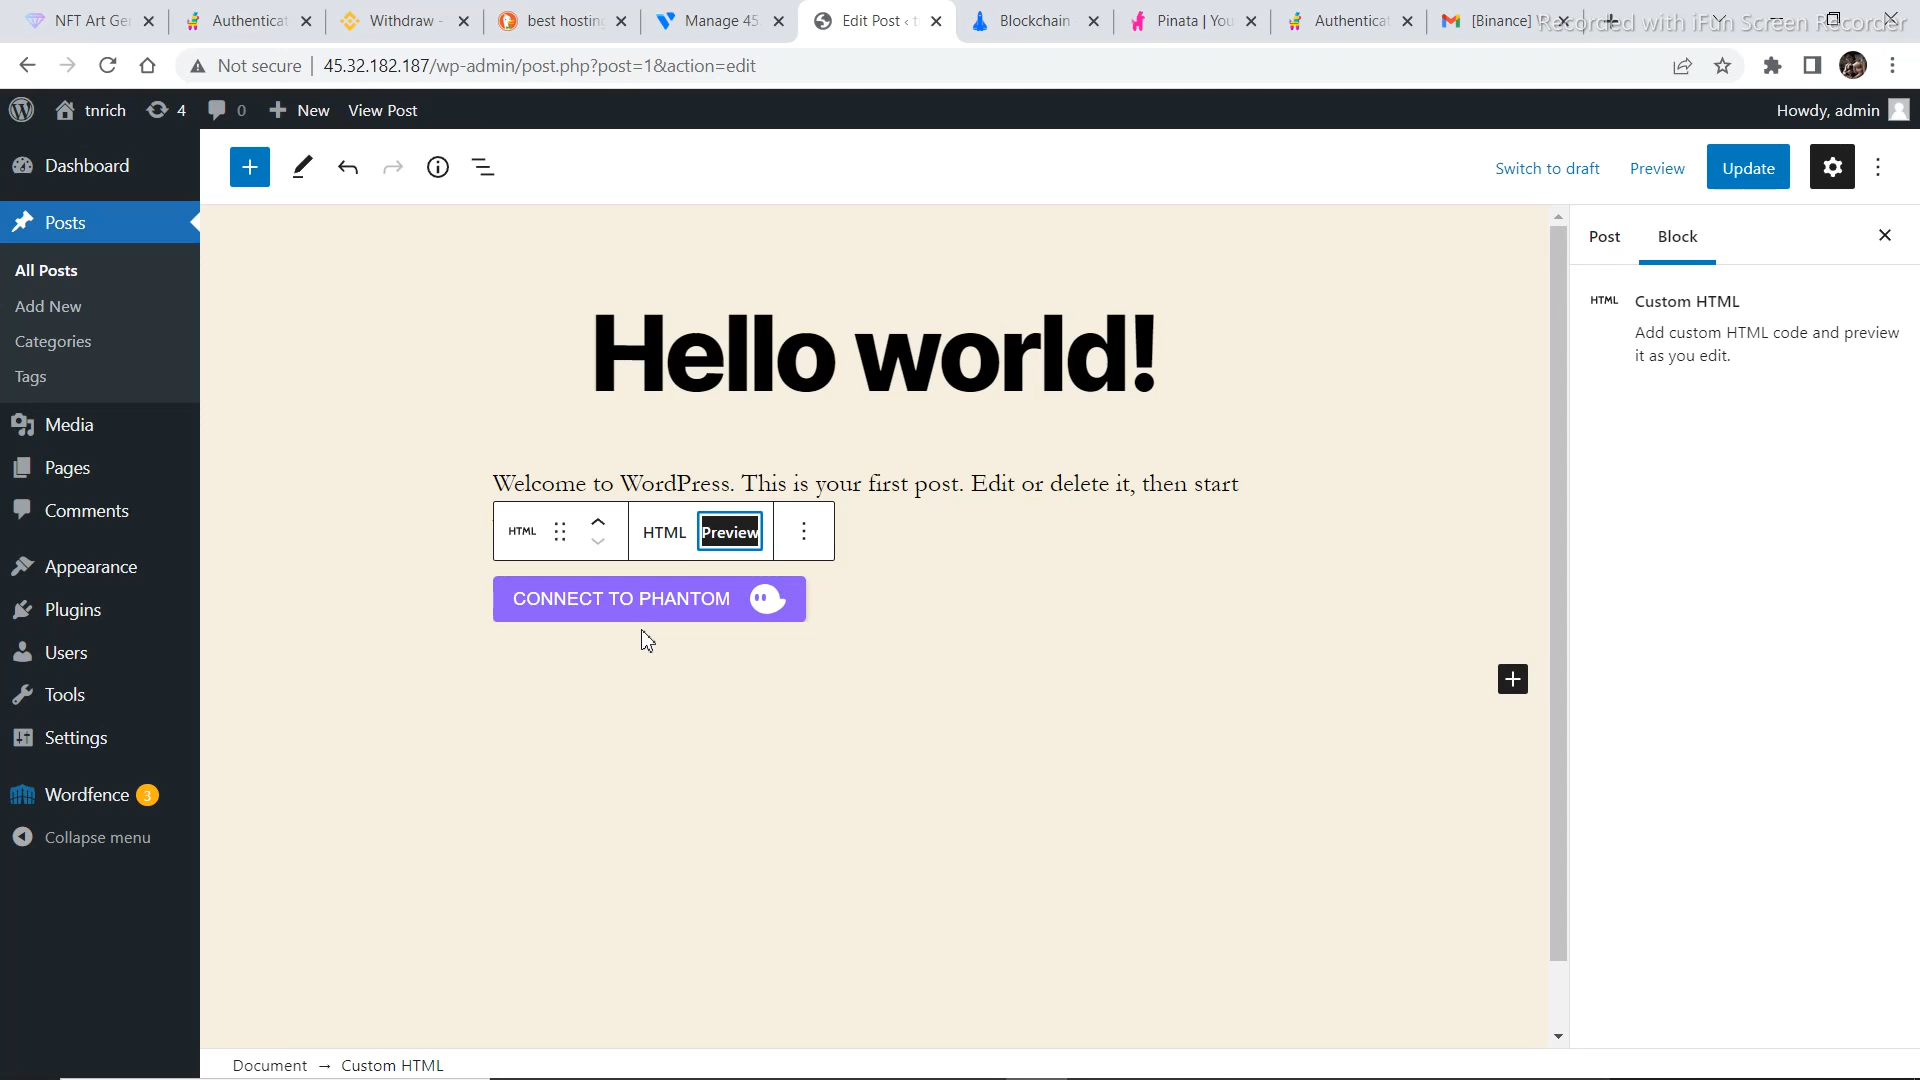 NFT Art Ge
Authenticat
Withdraw -
best hosting
Manage 45
Edit Post ‹ t
Blockchain
Pinata | You
Authenticat
[Binance]
Recorded with iFun Screen Recorder
Not secure
45.32.182.187/wp-admin/post.php?post=1&action=edit
tnrich
4
0
New
View Post
Howdy, admin
Dashboard
Posts
All Posts
Add New
Categories
Tags
Media
Pages
Comments
Appearance
Plugins
Users
Tools
Settings
Wordfence 3
Collapse menu
Switch to draft
Preview
Update
Hello world!
Welcome to WordPress. This is your first post. Edit or delete it, then start
HTML
HTML
Preview
CONNECT TO PHANTOM
Post
Block
HTML
Custom HTML
Add custom HTML code and preview
it as you edit.
Document → Custom HTML